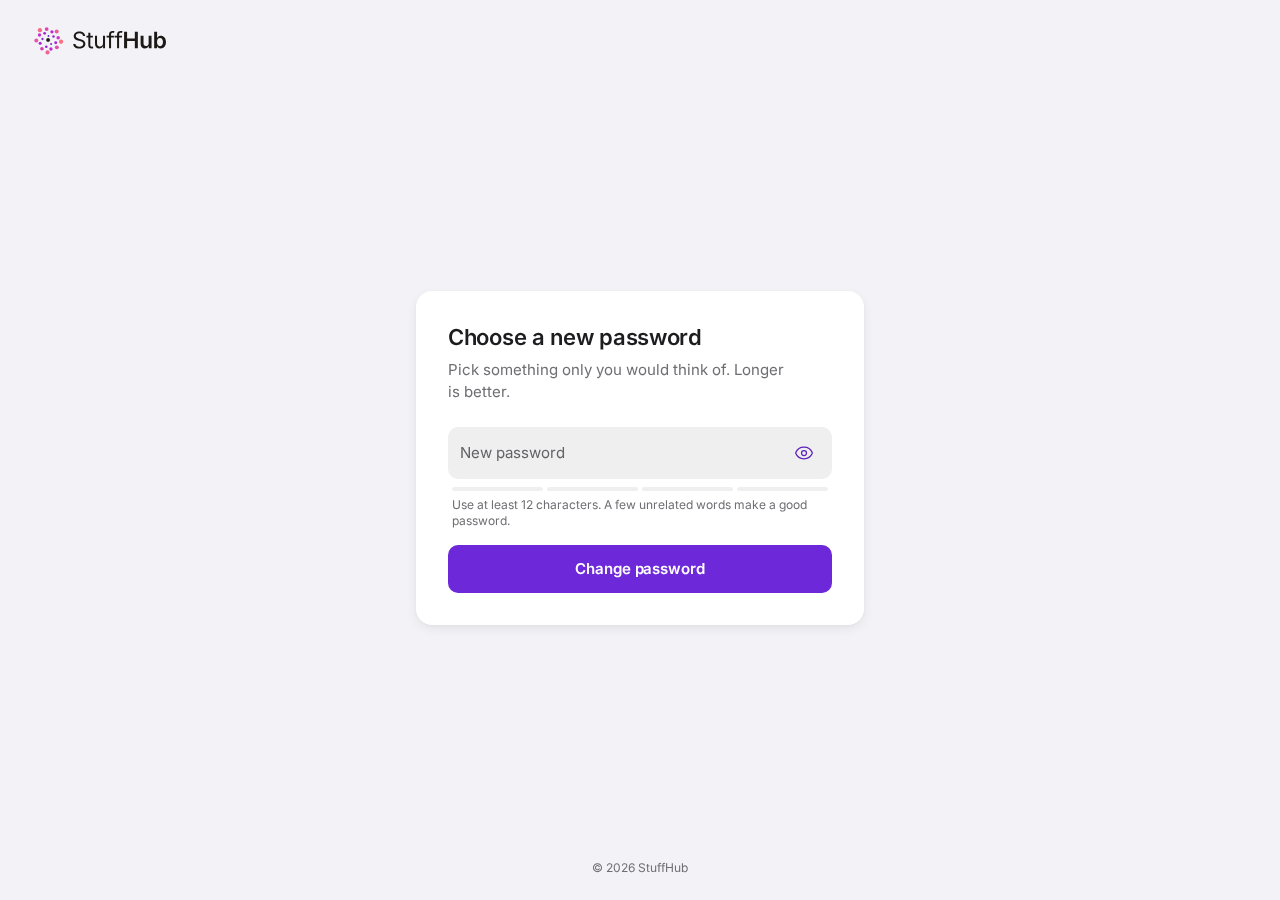 StuffHub
Choose a new password
Pick something only you would think of. Longer
is better.
New password
Use at least 12 characters. A few unrelated words make a good
password.
Change password
© 2026 StuffHub